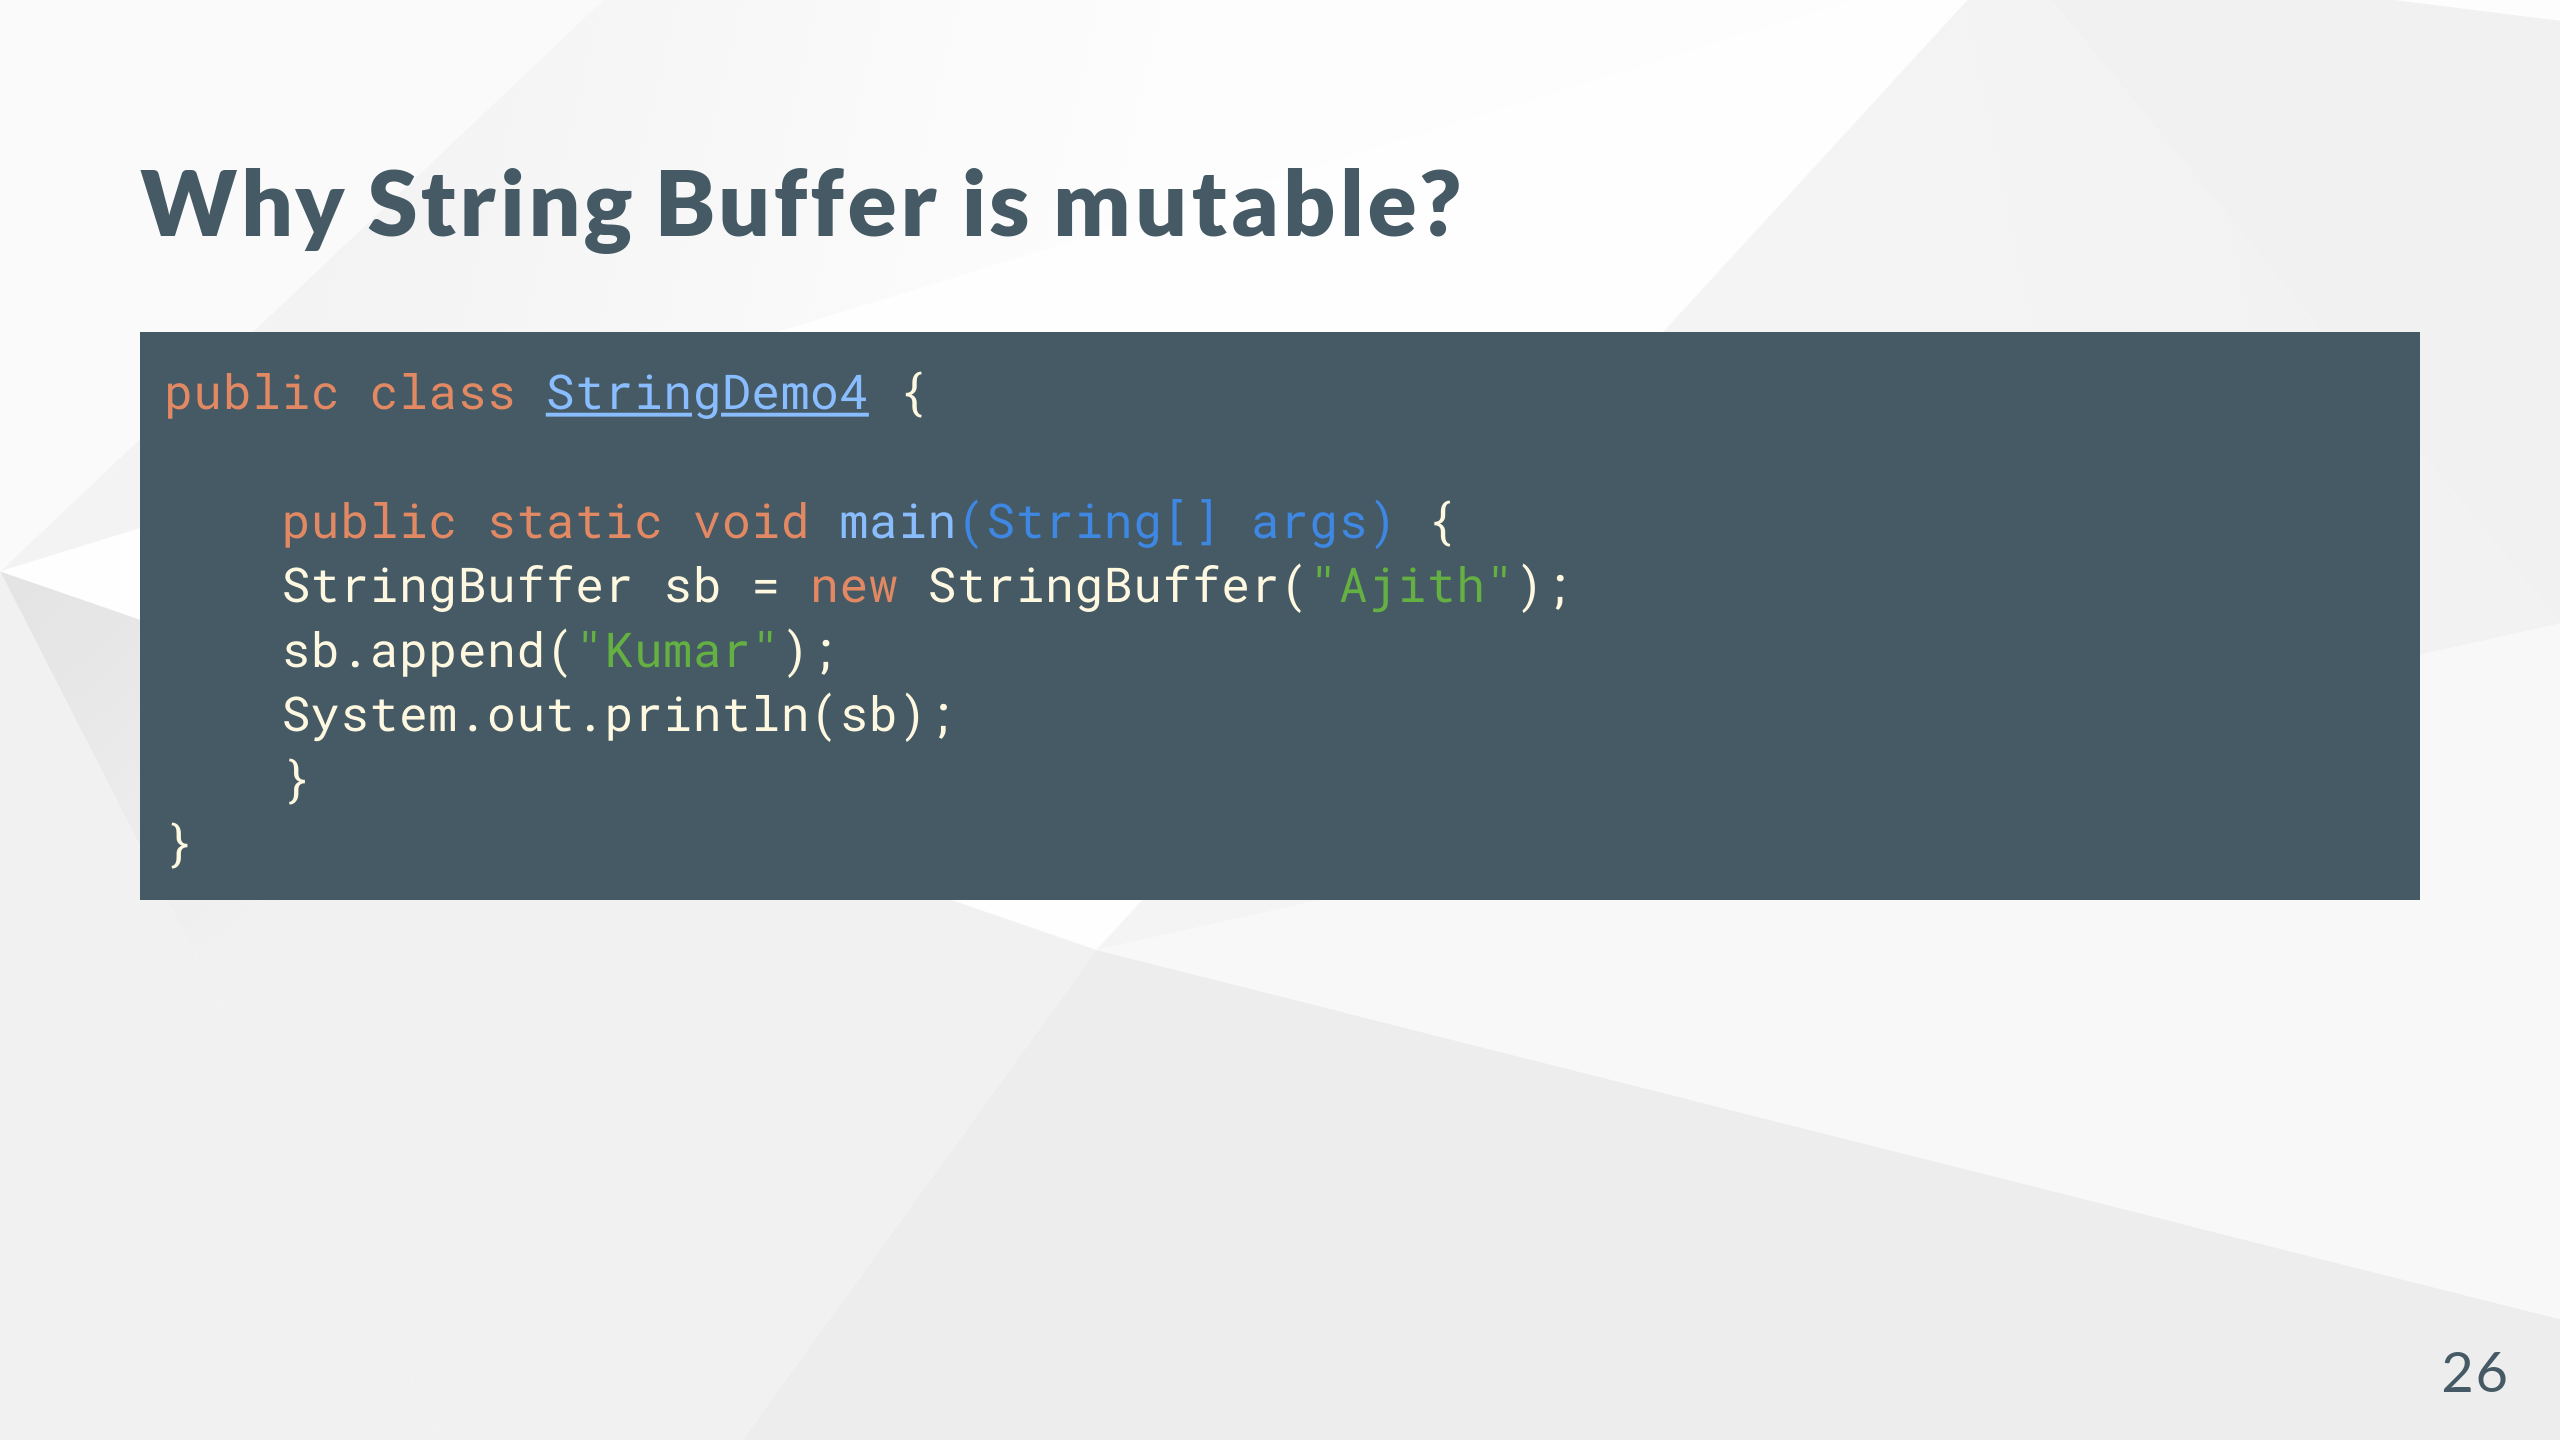 Why String Buffer is mutable?
public class StringDemo4 {
public static void main(String[] args) {
StringBuffer sb = new StringBuffer("Ajith");
sb.append("Kumar");
System.out.println(sb);
}
}
26